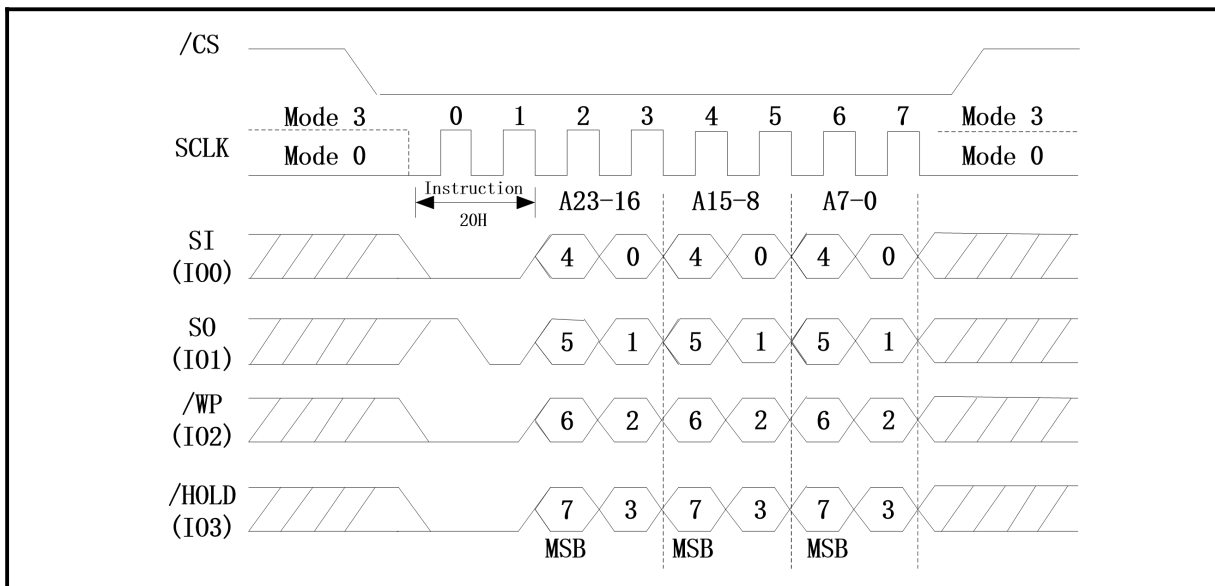 /CS
Mode 3 0 1 2 3 4 5 6 7 Mode 3
SCLK
Mode 0 Mode 0
Instruction
20H
A23-16 A15-8 A7-0
SI
(IO0)
4 0 4 0 4 0
SO
(IO1)
5 1 5 1 5 1
/WP
(IO2)
6 2 6 2 6 2
/HOLD
(IO3)
7 3 7 3 7 3
MSB MSB MSB